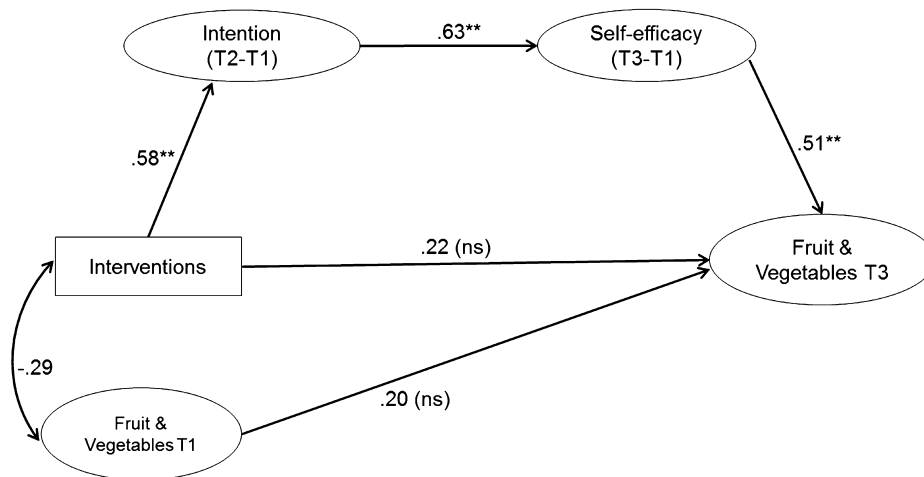 Intention
(T2-T1)
.63**
Self-efficacy
(T3-T1)
.58**
.51**
Interventions
.22 (ns)
Fruit &
Vegetables T3
-.29
.20 (ns)
Fruit &
Vegetables T1